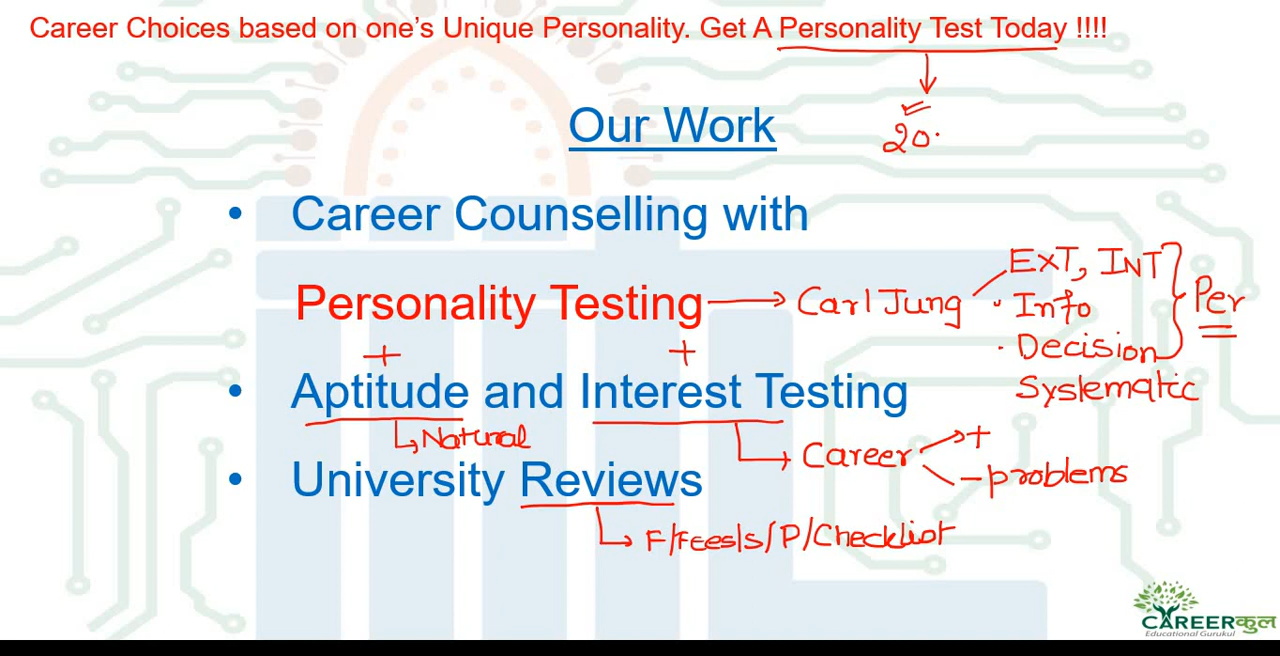 Career Choices based on one's Unique Personality. Get A Personality Test Today !!!!
Our Work
20.
• Career Counselling with
EXT, INT
Personality Testing → Carl Jung
• Info
Per
• Decision
+ +
Systematic
• Aptitude and Interest Testing
Natural
Career
+
- problems
• University Reviews
F/Fees/s/P/Checklist
CAREERकुल
Educational Gurukul